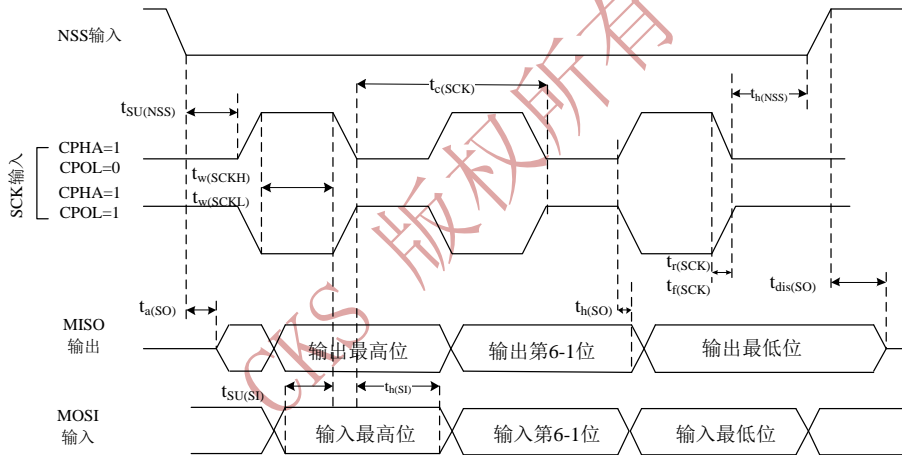 NSS输入
tc(SCK)
th(NSS)
tSU(NSS)
SCK输入
CPHA=1
CPOL=0
CPHA=1
CPOL=1
tw(SCKH)
tw(SCKL)
tr(SCK)
tf(SCK)
ta(SO)
th(SO)
tdis(SO)
MISO
输出
输出最高位
输出第6-1位
输出最低位
tSU(SI)
th(SI)
MOSI
输入
输入最高位
输入第6-1位
输入最低位
CKS 版权所有